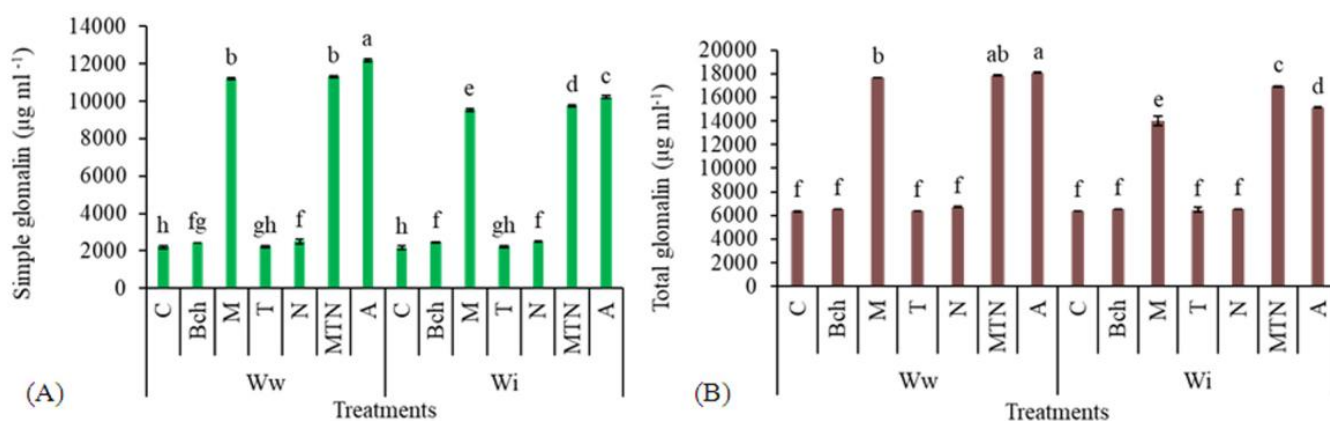 Simple glomalin (µg ml⁻¹)
14000
12000
10000
8000
6000
4000
2000
0
h fg b gh f b a h f e gh f d c
C Bch M T N MTN A C Bch M T N MTN A
Ww Wi
Treatments
(A)
Total glomalin (µg ml⁻¹)
20000
18000
16000
14000
12000
10000
8000
6000
4000
2000
0
f f b f f ab a f f e f f c d
C Bch M T N MTN A C Bch M T N MTN A
Ww Wi
Treatments
(B)